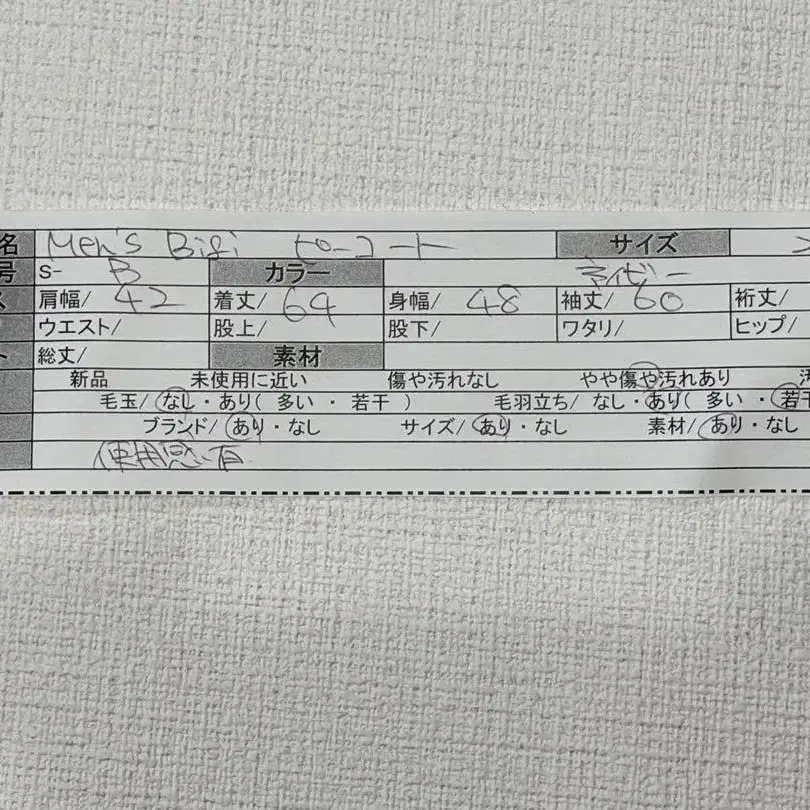 名 Men's Bigi ピーコート サイズ
号 S- B カラー ネイビー
肩幅/ 42 着丈/ 64 身幅/ 48 袖丈/ 60 裄丈/
ウエスト/ 股上/ 股下/ ワタリ/ ヒップ/
ト 総丈/ 素材
新品 未使用に近い 傷や汚れなし やや傷や汚れあり
毛玉/ なし・あり( 多い ・ 若干 ) 毛羽立ち/ なし・あり( 多い ・ 若干
ブランド/ あり・なし サイズ/ あり・なし 素材/ あり・なし
使用感有